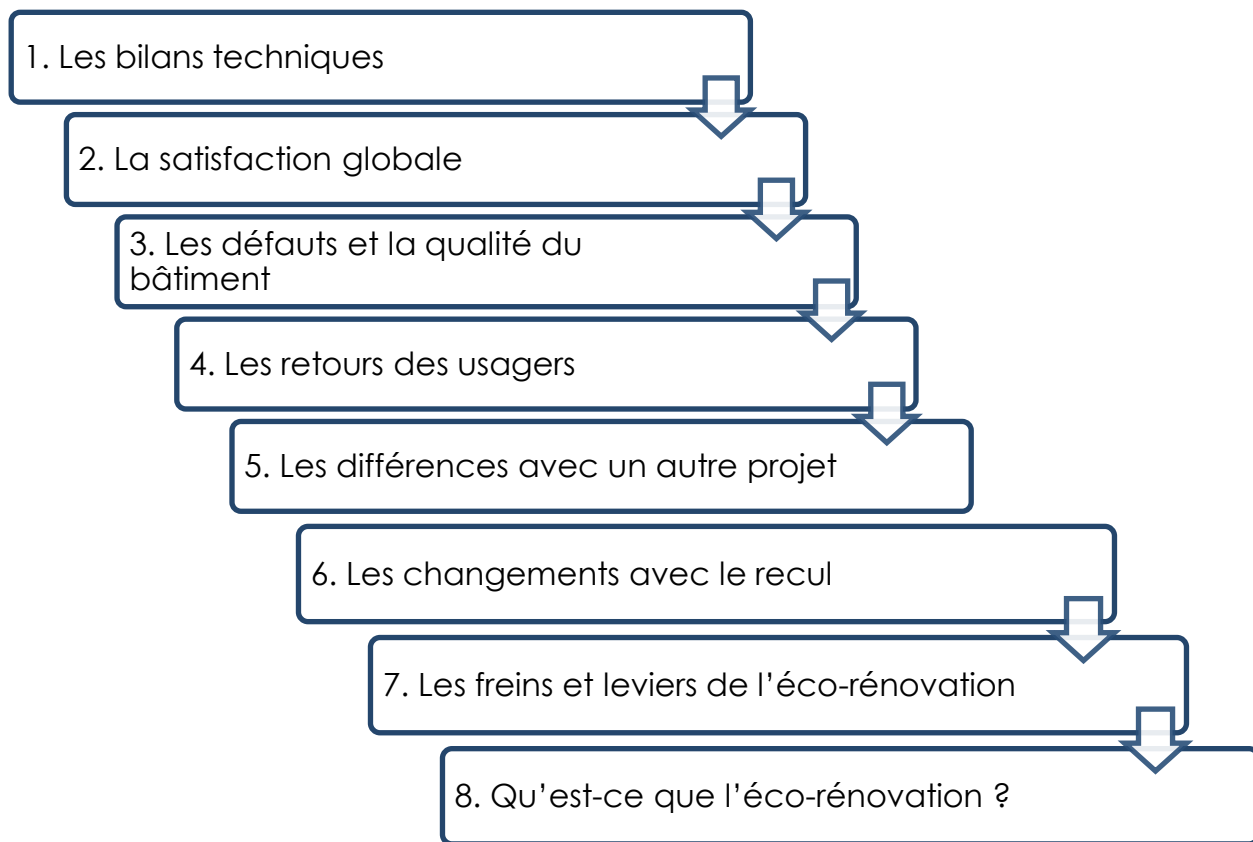 1. Les bilans techniques
2. La satisfaction globale
3. Les défauts et la qualité du
bâtiment
4. Les retours des usagers
5. Les différences avec un autre projet
6. Les changements avec le recul
7. Les freins et leviers de l’éco-rénovation
8. Qu’est-ce que l’éco-rénovation ?